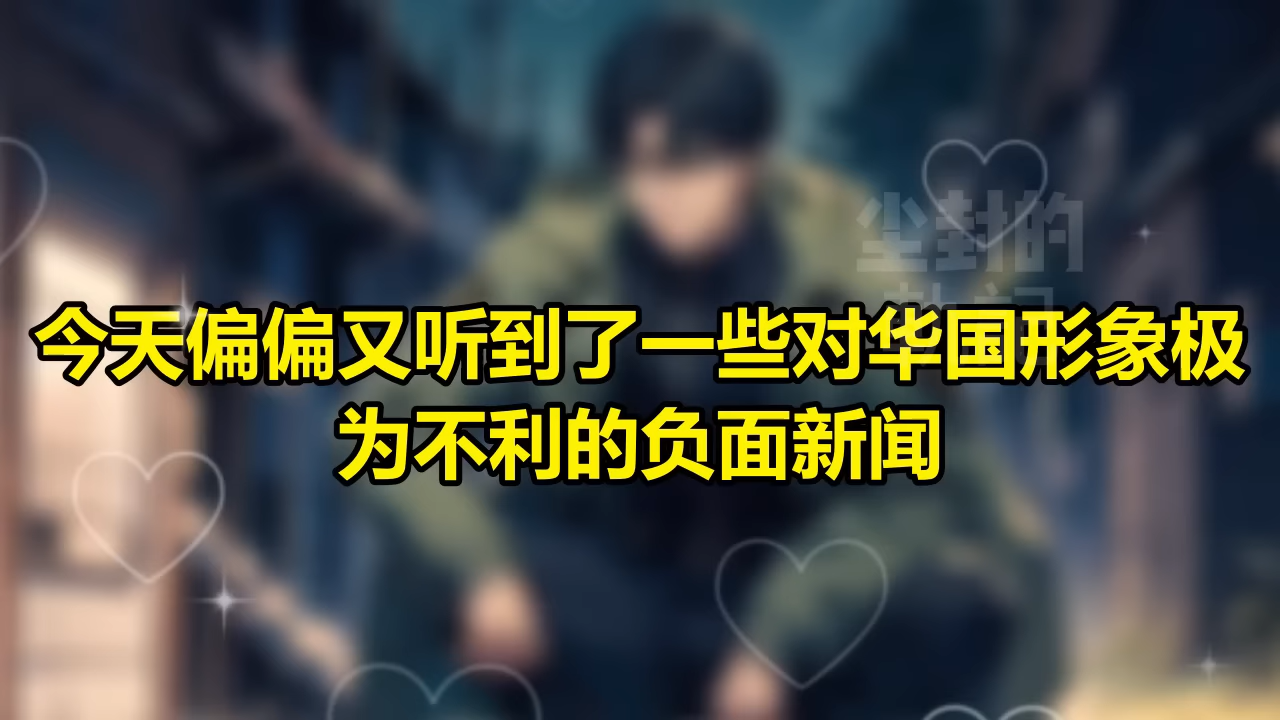 尘封的
今天偏偏又听到了一些对华国形象极
为不利的负面新闻